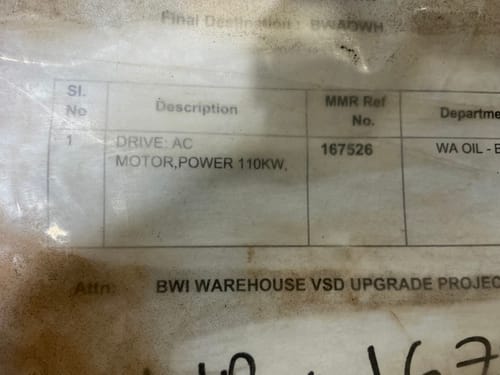 Final Destination : BWADWH
Sl. No Description MMR Ref No. Departme
1 DRIVE: AC MOTOR,POWER 110KW, 167526 WA OIL - B
Attn: BWI WAREHOUSE VSD UPGRADE PROJEC
167